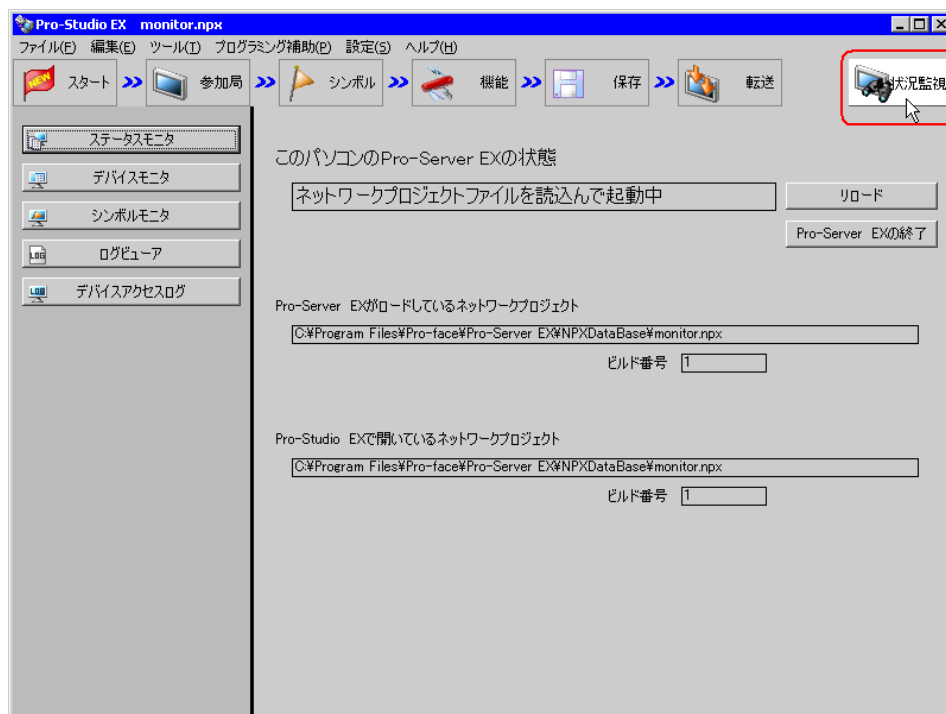 Pro-Studio EX monitor.npx
ファイル(F) 編集(E) ツール(T) プログラミング補助(P) 設定(S) ヘルプ(H)
NEW スタート 参加局 シンボル 機能 保存 転送 状況監視
ステータスモニタ
デバイスモニタ
シンボルモニタ
LOG ログビューア
LOG デバイスアクセスログ
このパソコンのPro-Server EXの状態
ネットワークプロジェクトファイルを読込んで起動中 リロード
Pro-Server EXの終了
Pro-Server EXがロードしているネットワークプロジェクト
C:¥Program Files¥Pro-face¥Pro-Server EX¥NPXDataBase¥monitor.npx
ビルド番号 1
Pro-Studio EXで開いているネットワークプロジェクト
C:¥Program Files¥Pro-face¥Pro-Server EX¥NPXDataBase¥monitor.npx
ビルド番号 1